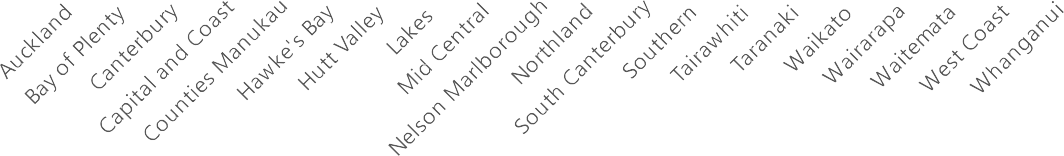 Auckland
Bay of Plenty
Canterbury
Capital and Coast
Counties Manukau
Hawke's Bay
Hutt Valley
Lakes
Mid Central
Nelson Marlborough
Northland
South Canterbury
Southern
Tairawhiti
Taranaki
Waikato
Wairarapa
Waitemata
West Coast
Whanganui